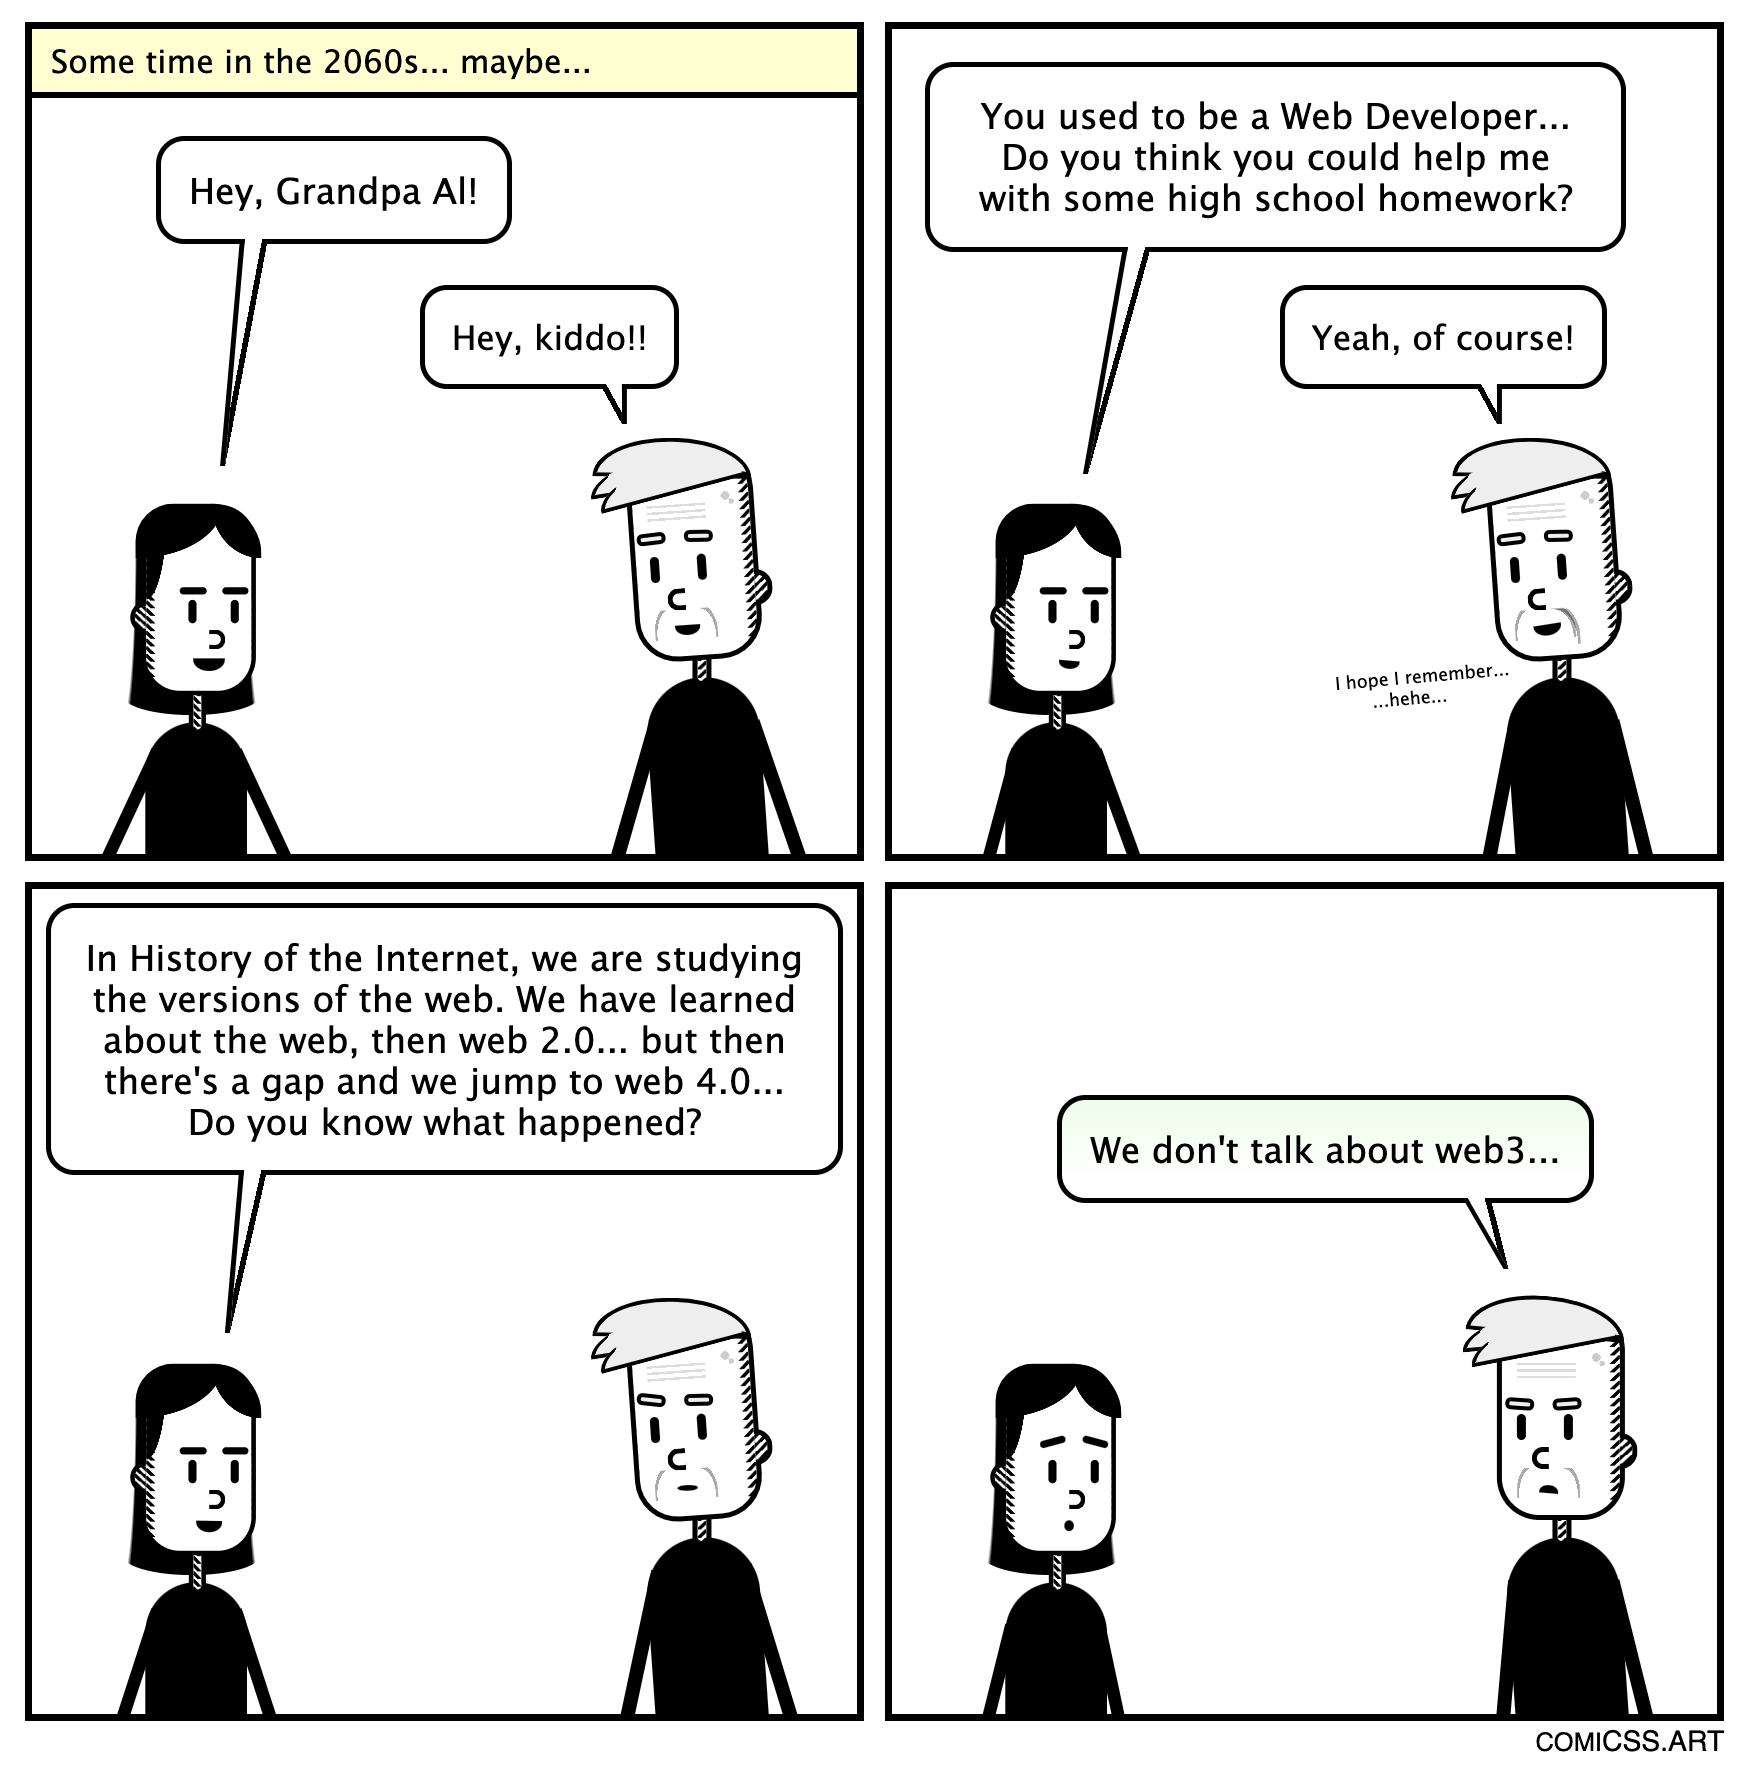 Some time in the 2060s... maybe...
Hey, Grandpa Al!
Hey, kiddo!!
You used to be a Web Developer...
Do you think you could help me
with some high school homework?
Yeah, of course!
I hope I remember...
...hehe...
In History of the Internet, we are studying
the versions of the web. We have learned
about the web, then web 2.0... but then
there's a gap and we jump to web 4.0...
Do you know what happened?
We don't talk about web3...
COMICSS.ART